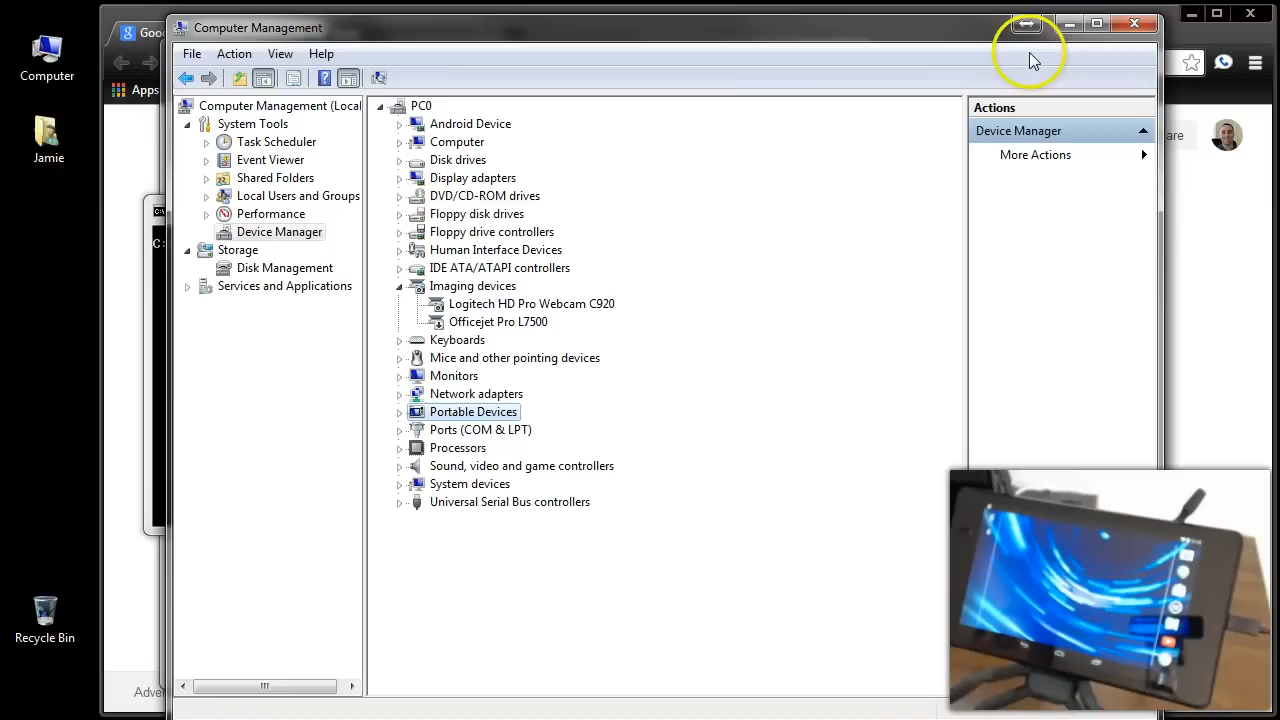 Computer
Jamie
Recycle Bin
Goo
Apps
Adver
are
C:\
C:
Computer Management
File Action View Help
Computer Management (Local
System Tools
Task Scheduler
Event Viewer
Shared Folders
Local Users and Groups
Performance
Device Manager
Storage
Disk Management
Services and Applications
PC0
Android Device
Computer
Disk drives
Display adapters
DVD/CD-ROM drives
Floppy disk drives
Floppy drive controllers
Human Interface Devices
IDE ATA/ATAPI controllers
Imaging devices
Logitech HD Pro Webcam C920
Officejet Pro L7500
Keyboards
Mice and other pointing devices
Monitors
Network adapters
Portable Devices
Ports (COM & LPT)
Processors
Sound, video and game controllers
System devices
Universal Serial Bus controllers
Actions
Device Manager
More Actions